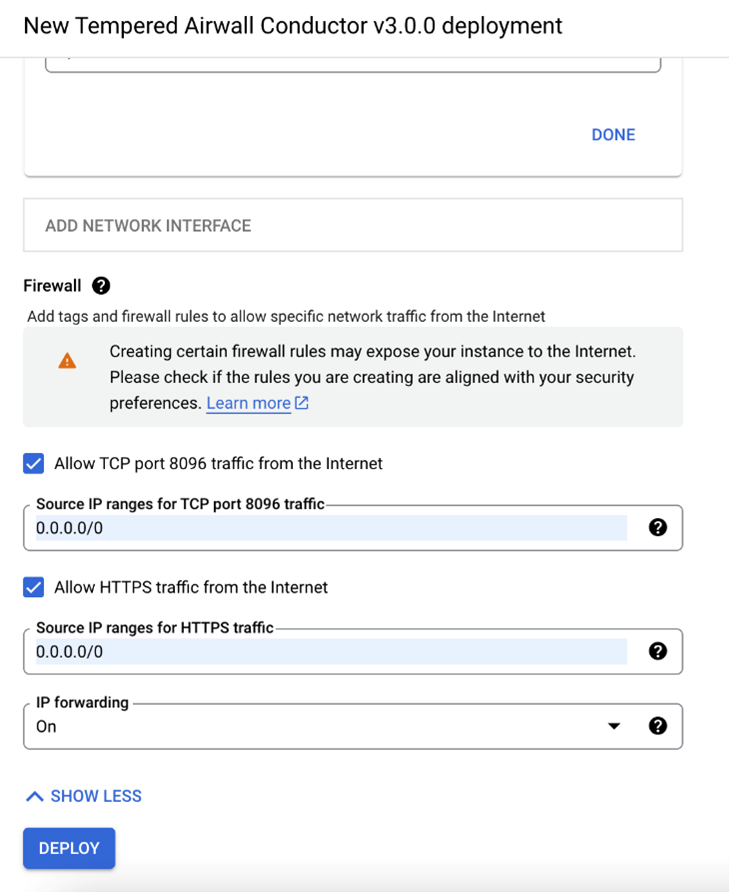 New Tempered Airwall Conductor v3.0.0 deployment
DONE
ADD NETWORK INTERFACE
Firewall
Add tags and firewall rules to allow specific network traffic from the Internet
Creating certain firewall rules may expose your instance to the Internet.
Please check if the rules you are creating are aligned with your security
preferences. Learn more
Allow TCP port 8096 traffic from the Internet
Source IP ranges for TCP port 8096 traffic
0.0.0.0/0
Allow HTTPS traffic from the Internet
Source IP ranges for HTTPS traffic
0.0.0.0/0
IP forwarding
On
SHOW LESS
DEPLOY